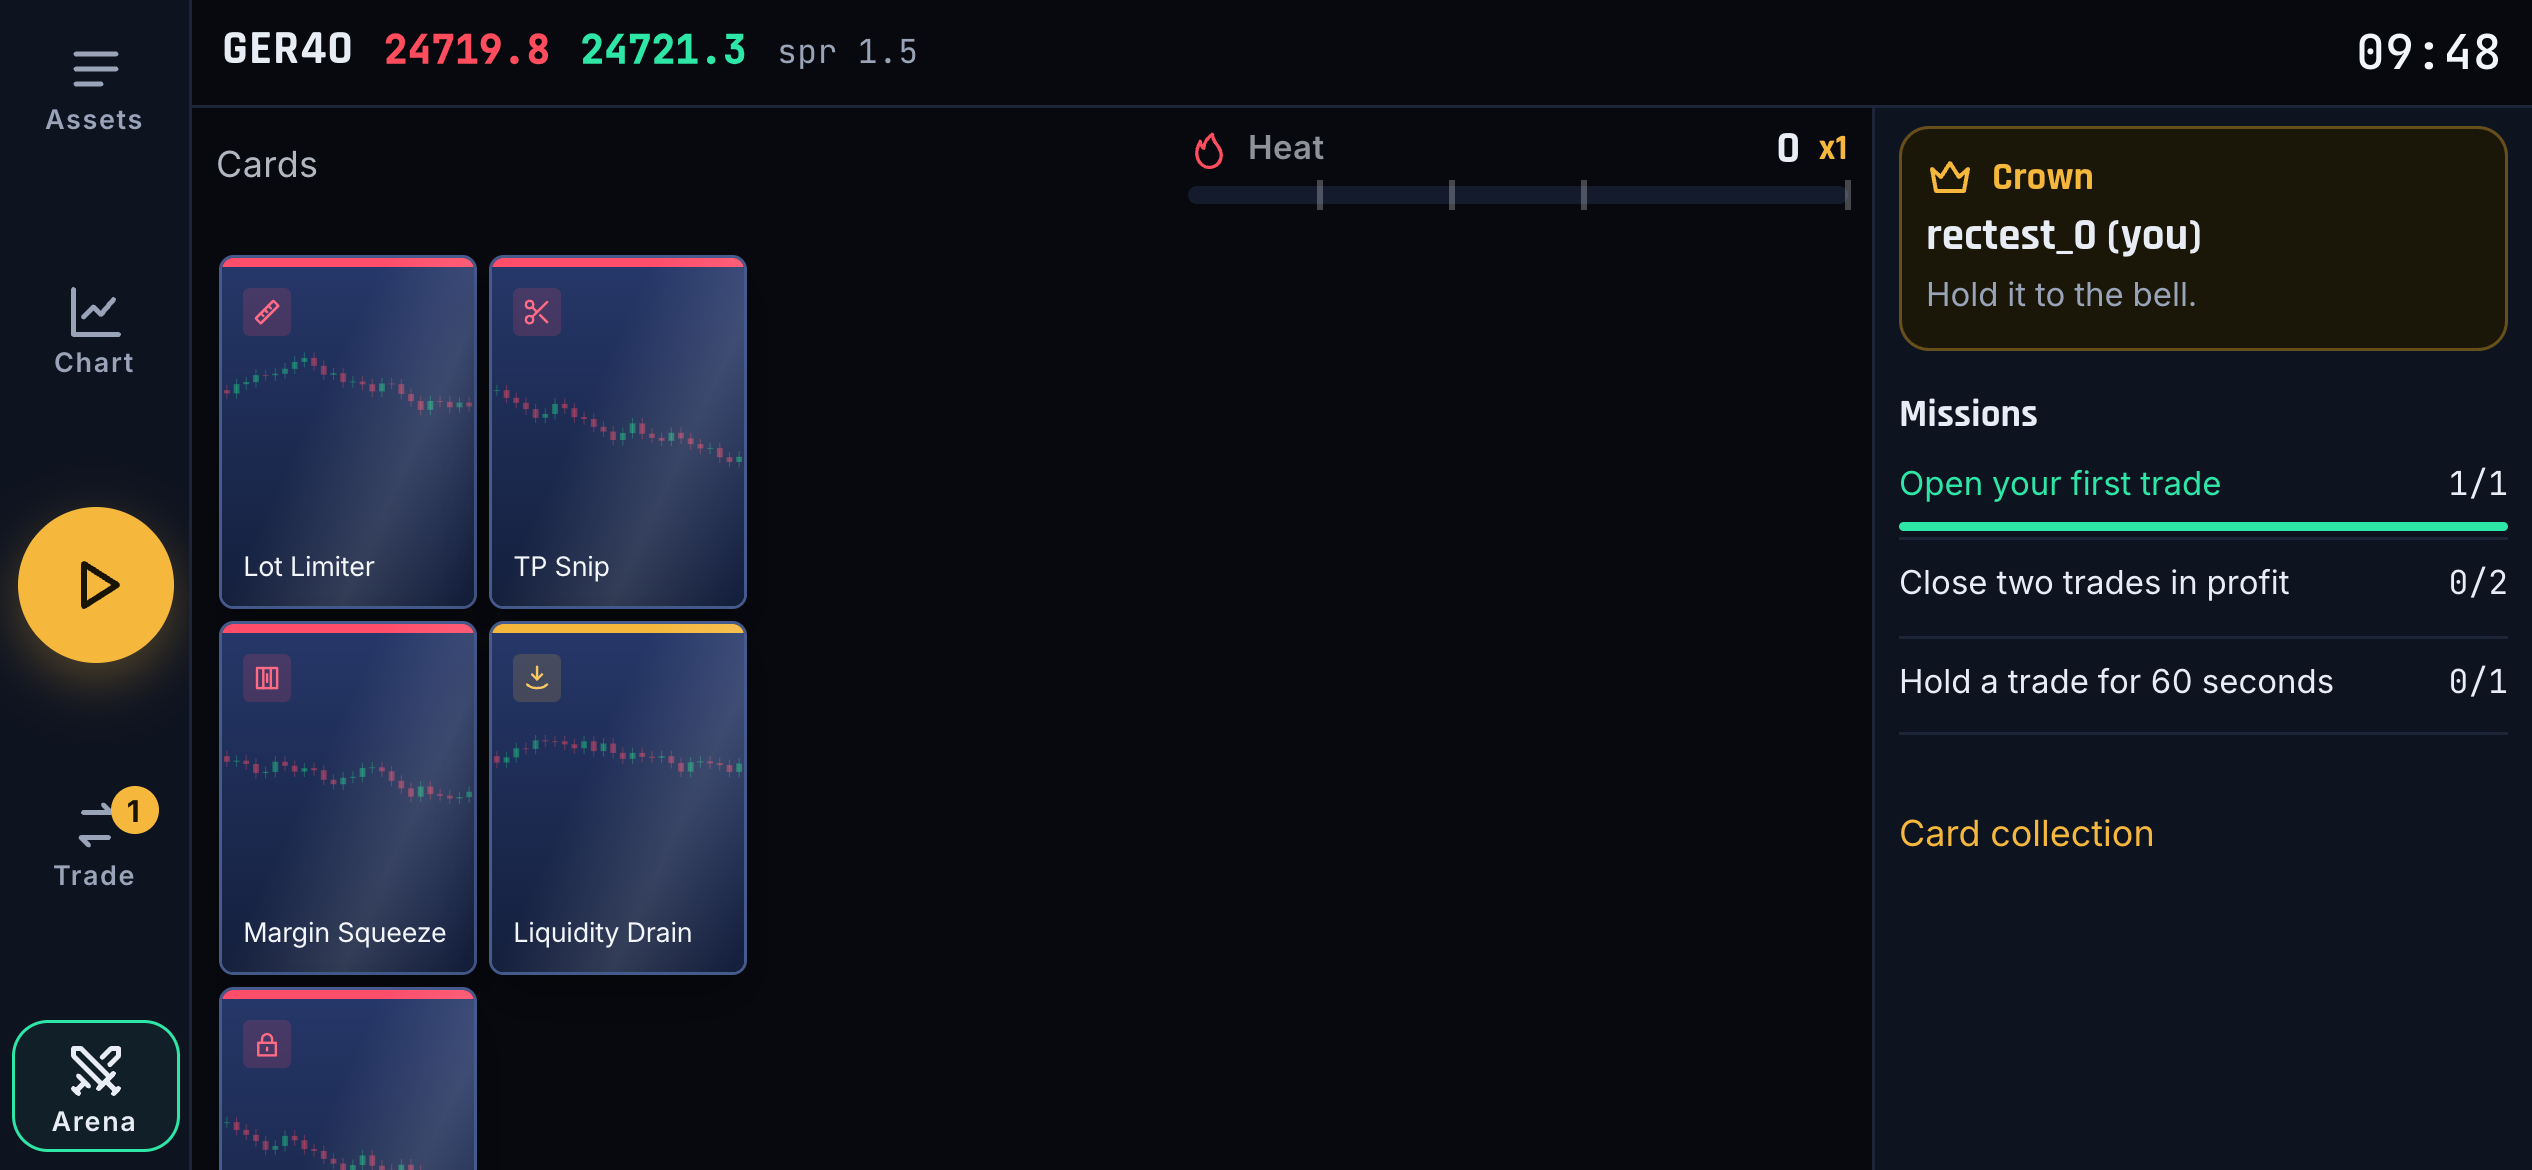 Assets
Chart
1
Trade
Arena
GER40 24719.8 24721.3 spr 1.5
09:48
Cards
Heat 0 x1
Lot Limiter
TP Snip
Margin Squeeze
Liquidity Drain
Crown
rectest_0 (you)
Hold it to the bell.
Missions
Open your first trade 1/1
Close two trades in profit 0/2
Hold a trade for 60 seconds 0/1
Card collection